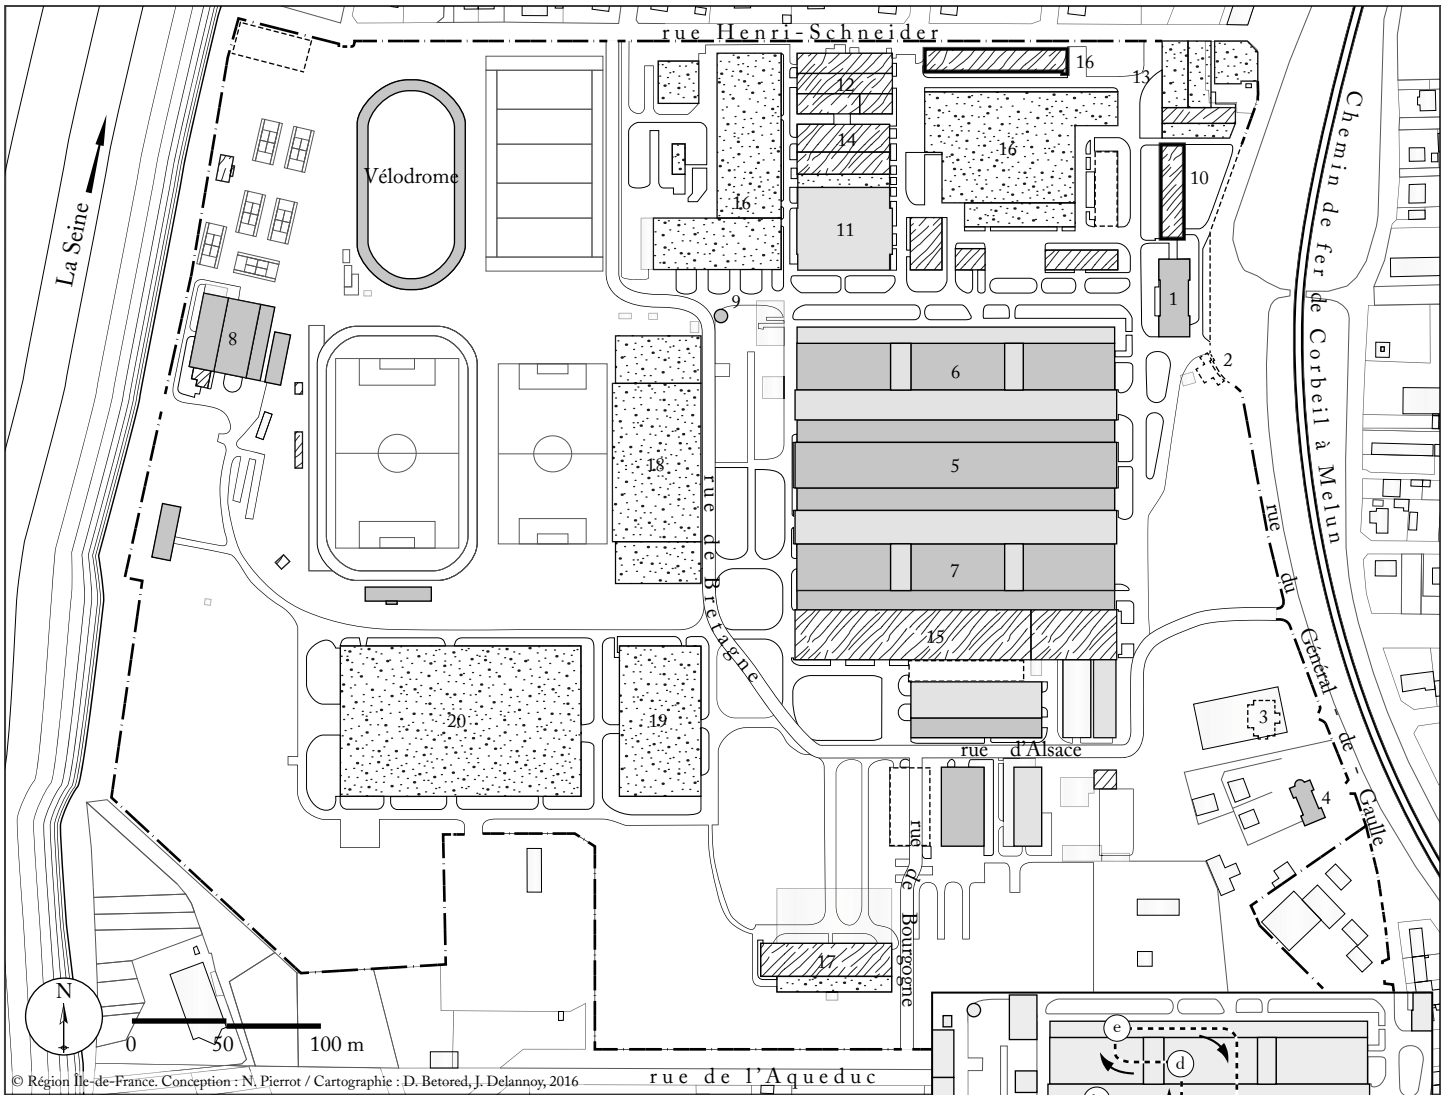 rue Henri-Schneider
16
12
13
14
16
Vélodrome
10
16
11
La Seine
Chemin de fer de Corbeil à Melun
9
1
8
2
6
5
18
rue de Bretagne
7
rue du Général-de-Gaulle
15
20
19
3
rue d'Alsace
4
rue de Bourgogne
17
N
0 50 100 m
e
d
© Région Île-de-France. Conception : N. Pierrot / Cartographie : D. Betored, J. Delannoy, 2016
rue de l'Aqueduc